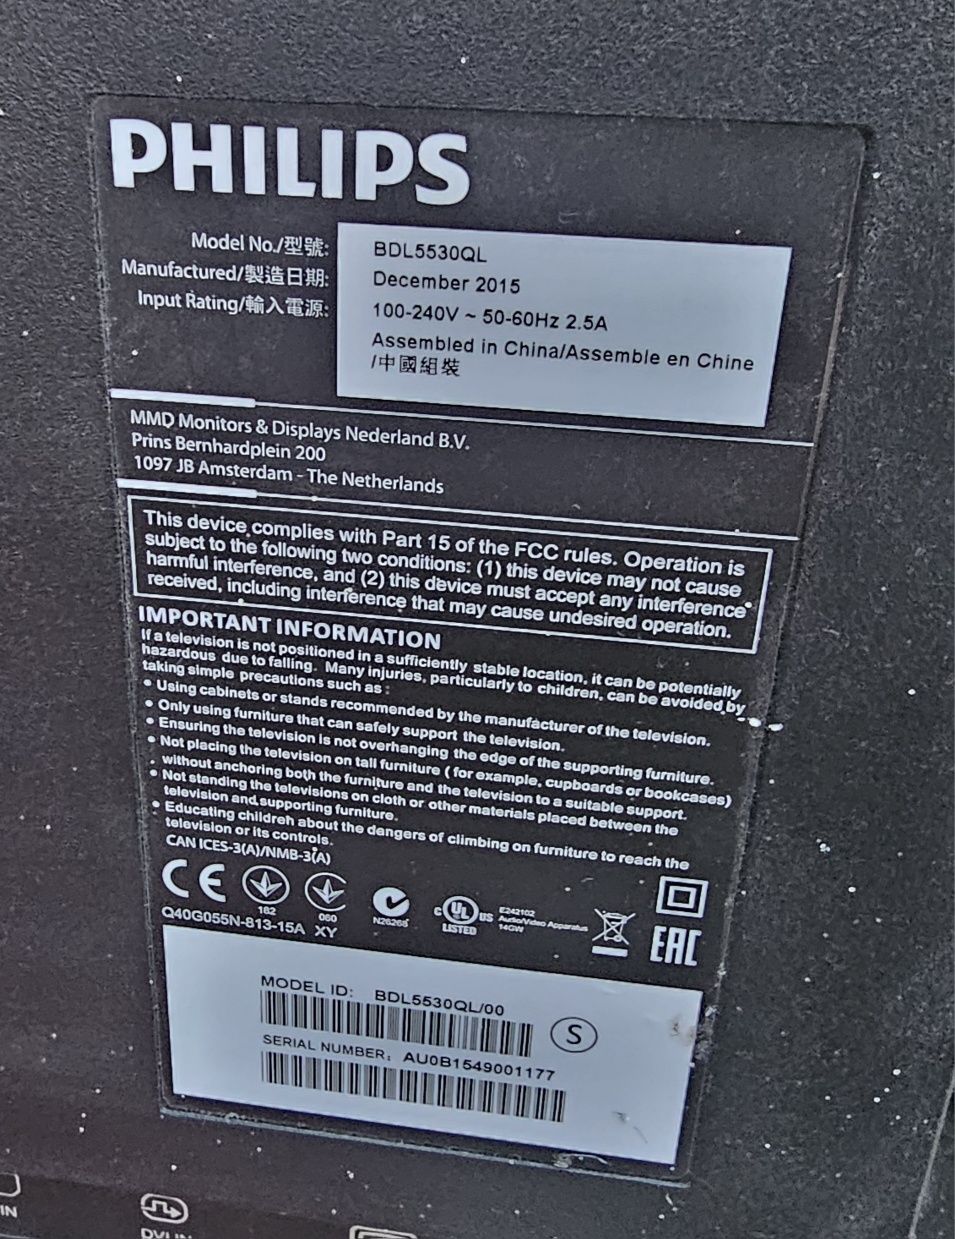 PHILIPS
Model No./型號: BDL5530QL
Manufactured/製造日期: December 2015
Input Rating/輸入電源: 100-240V ~ 50-60Hz 2.5A
Assembled in China/Assemble en Chine
/中國組裝
MMD Monitors & Displays Nederland B.V.
Prins Bernhardplein 200
1097 JB Amsterdam - The Netherlands
This device complies with Part 15 of the FCC rules. Operation is
subject to the following two conditions: (1) this device may not cause
harmful interference, and (2) this device must accept any interference
received, including interference that may cause undesired operation.
IMPORTANT INFORMATION
If a television is not positioned in a sufficiently stable location, it can be potentially
hazardous due to falling. Many injuries, particularly to children, can be avoided by
taking simple precautions such as :
• Using cabinets or stands recommended by the manufacturer of the television.
• Only using furniture that can safely support the television.
• Ensuring the television is not overhanging the edge of the supporting furniture.
• Not placing the television on tall furniture ( for example, cupboards or bookcases)
without anchoring both the furniture and the television to a suitable support.
• Not standing the televisions on cloth or other materials placed between the
television and supporting furniture.
• Educating children about the dangers of climbing on furniture to reach the
television or its controls.
CAN ICES-3(A)/NMB-3(A)
CE
182
060
N26268
C UL US
LISTED
E242102
Audio/Video Apparatus
14GW
EAC
Q40G055N-813-15A XY
MODEL ID: BDL5530QL/00
S
SERIAL NUMBER: AU0B1549001177
IN
DVI IN